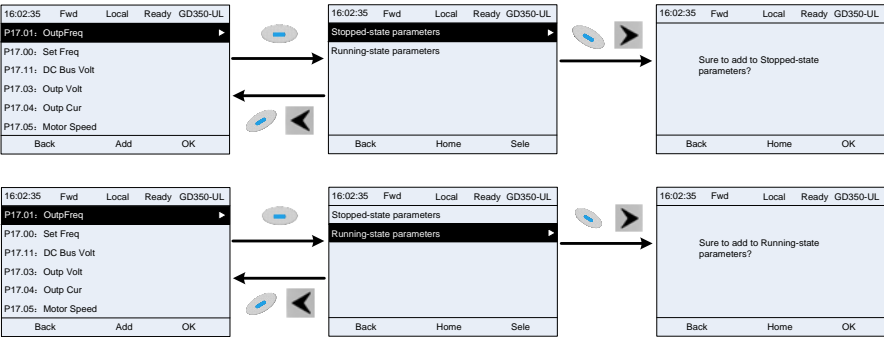 16:02:35 Fwd Local Ready GD350-UL
P17.01: OutpFreq
P17.00: Set Freq
P17.11: DC Bus Volt
P17.03: Outp Volt
P17.04: Outp Cur
P17.05: Motor Speed
Back Add OK
16:02:35 Fwd Local Ready GD350-UL
Stopped-state parameters
Running-state parameters
Back Home Sele
16:02:35 Fwd Local Ready GD350-UL
Sure to add to Stopped-state
parameters?
Back Home OK
16:02:35 Fwd Local Ready GD350-UL
P17.01: OutpFreq
P17.00: Set Freq
P17.11: DC Bus Volt
P17.03: Outp Volt
P17.04: Outp Cur
P17.05: Motor Speed
Back Add OK
16:02:35 Fwd Local Ready GD350-UL
Stopped-state parameters
Running-state parameters
Back Home Sele
16:02:35 Fwd Local Ready GD350-UL
Sure to add to Running-state
parameters?
Back Home OK